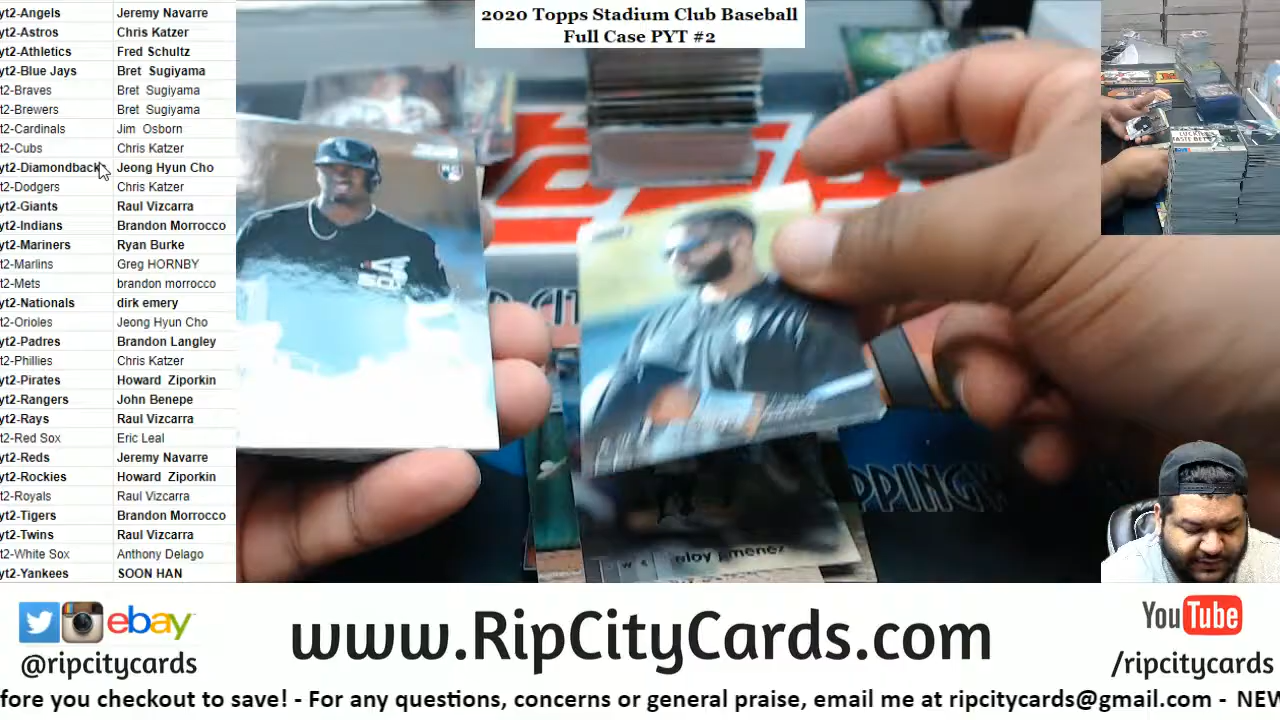 2020 Topps Stadium Club Baseball
Full Case PYT #2
yt2-Angels Jeremy Navarre
yt2-Astros Chris Katzer
yt2-Athletics Fred Schultz
yt2-Blue Jays Bret Sugiyama
t2-Braves Bret Sugiyama
t2-Brewers Bret Sugiyama
t2-Cardinals Jim Osborn
t2-Cubs Chris Katzer
yt2-Diamondback Jeong Hyun Cho
t2-Dodgers Chris Katzer
yt2-Giants Raul Vizcarra
yt2-Indians Brandon Morrocco
yt2-Mariners Ryan Burke
t2-Marlins Greg HORNBY
t2-Mets brandon morrocco
yt2-Nationals dirk emery
t2-Orioles Jeong Hyun Cho
yt2-Padres Brandon Langley
t2-Phillies Chris Katzer
yt2-Pirates Howard Ziporkin
yt2-Rangers John Benepe
yt2-Rays Raul Vizcarra
t2-Red Sox Eric Leal
yt2-Reds Jeremy Navarre
yt2-Rockies Howard Ziporkin
t2-Royals Raul Vizcarra
yt2-Tigers Brandon Morrocco
yt2-Twins Raul Vizcarra
t2-White Sox Anthony Delago
yt2-Yankees SOON HAN
eloy jimenez
PPINGW
ebay
@ripcitycards
www.RipCityCards.com
YouTube
/ripcitycards
fore you checkout to save! - For any questions, concerns or general praise, email me at ripcitycards@gmail.com - NEW